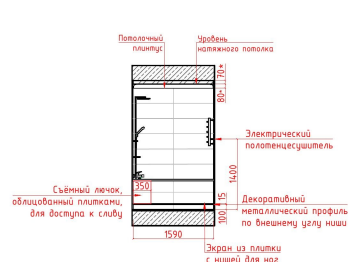 Потолочный
плинтус
Уровень
натяжного потолка
70*
80*
Электрический
полотенцесушитель
1400
350
Съёмный лючок,
облицованный плитками,
для доступа к сливу
15
100
Декоративный
металлический профиль
по внешнему углу ниши
1590
Экран из плитки
с нишей для ног